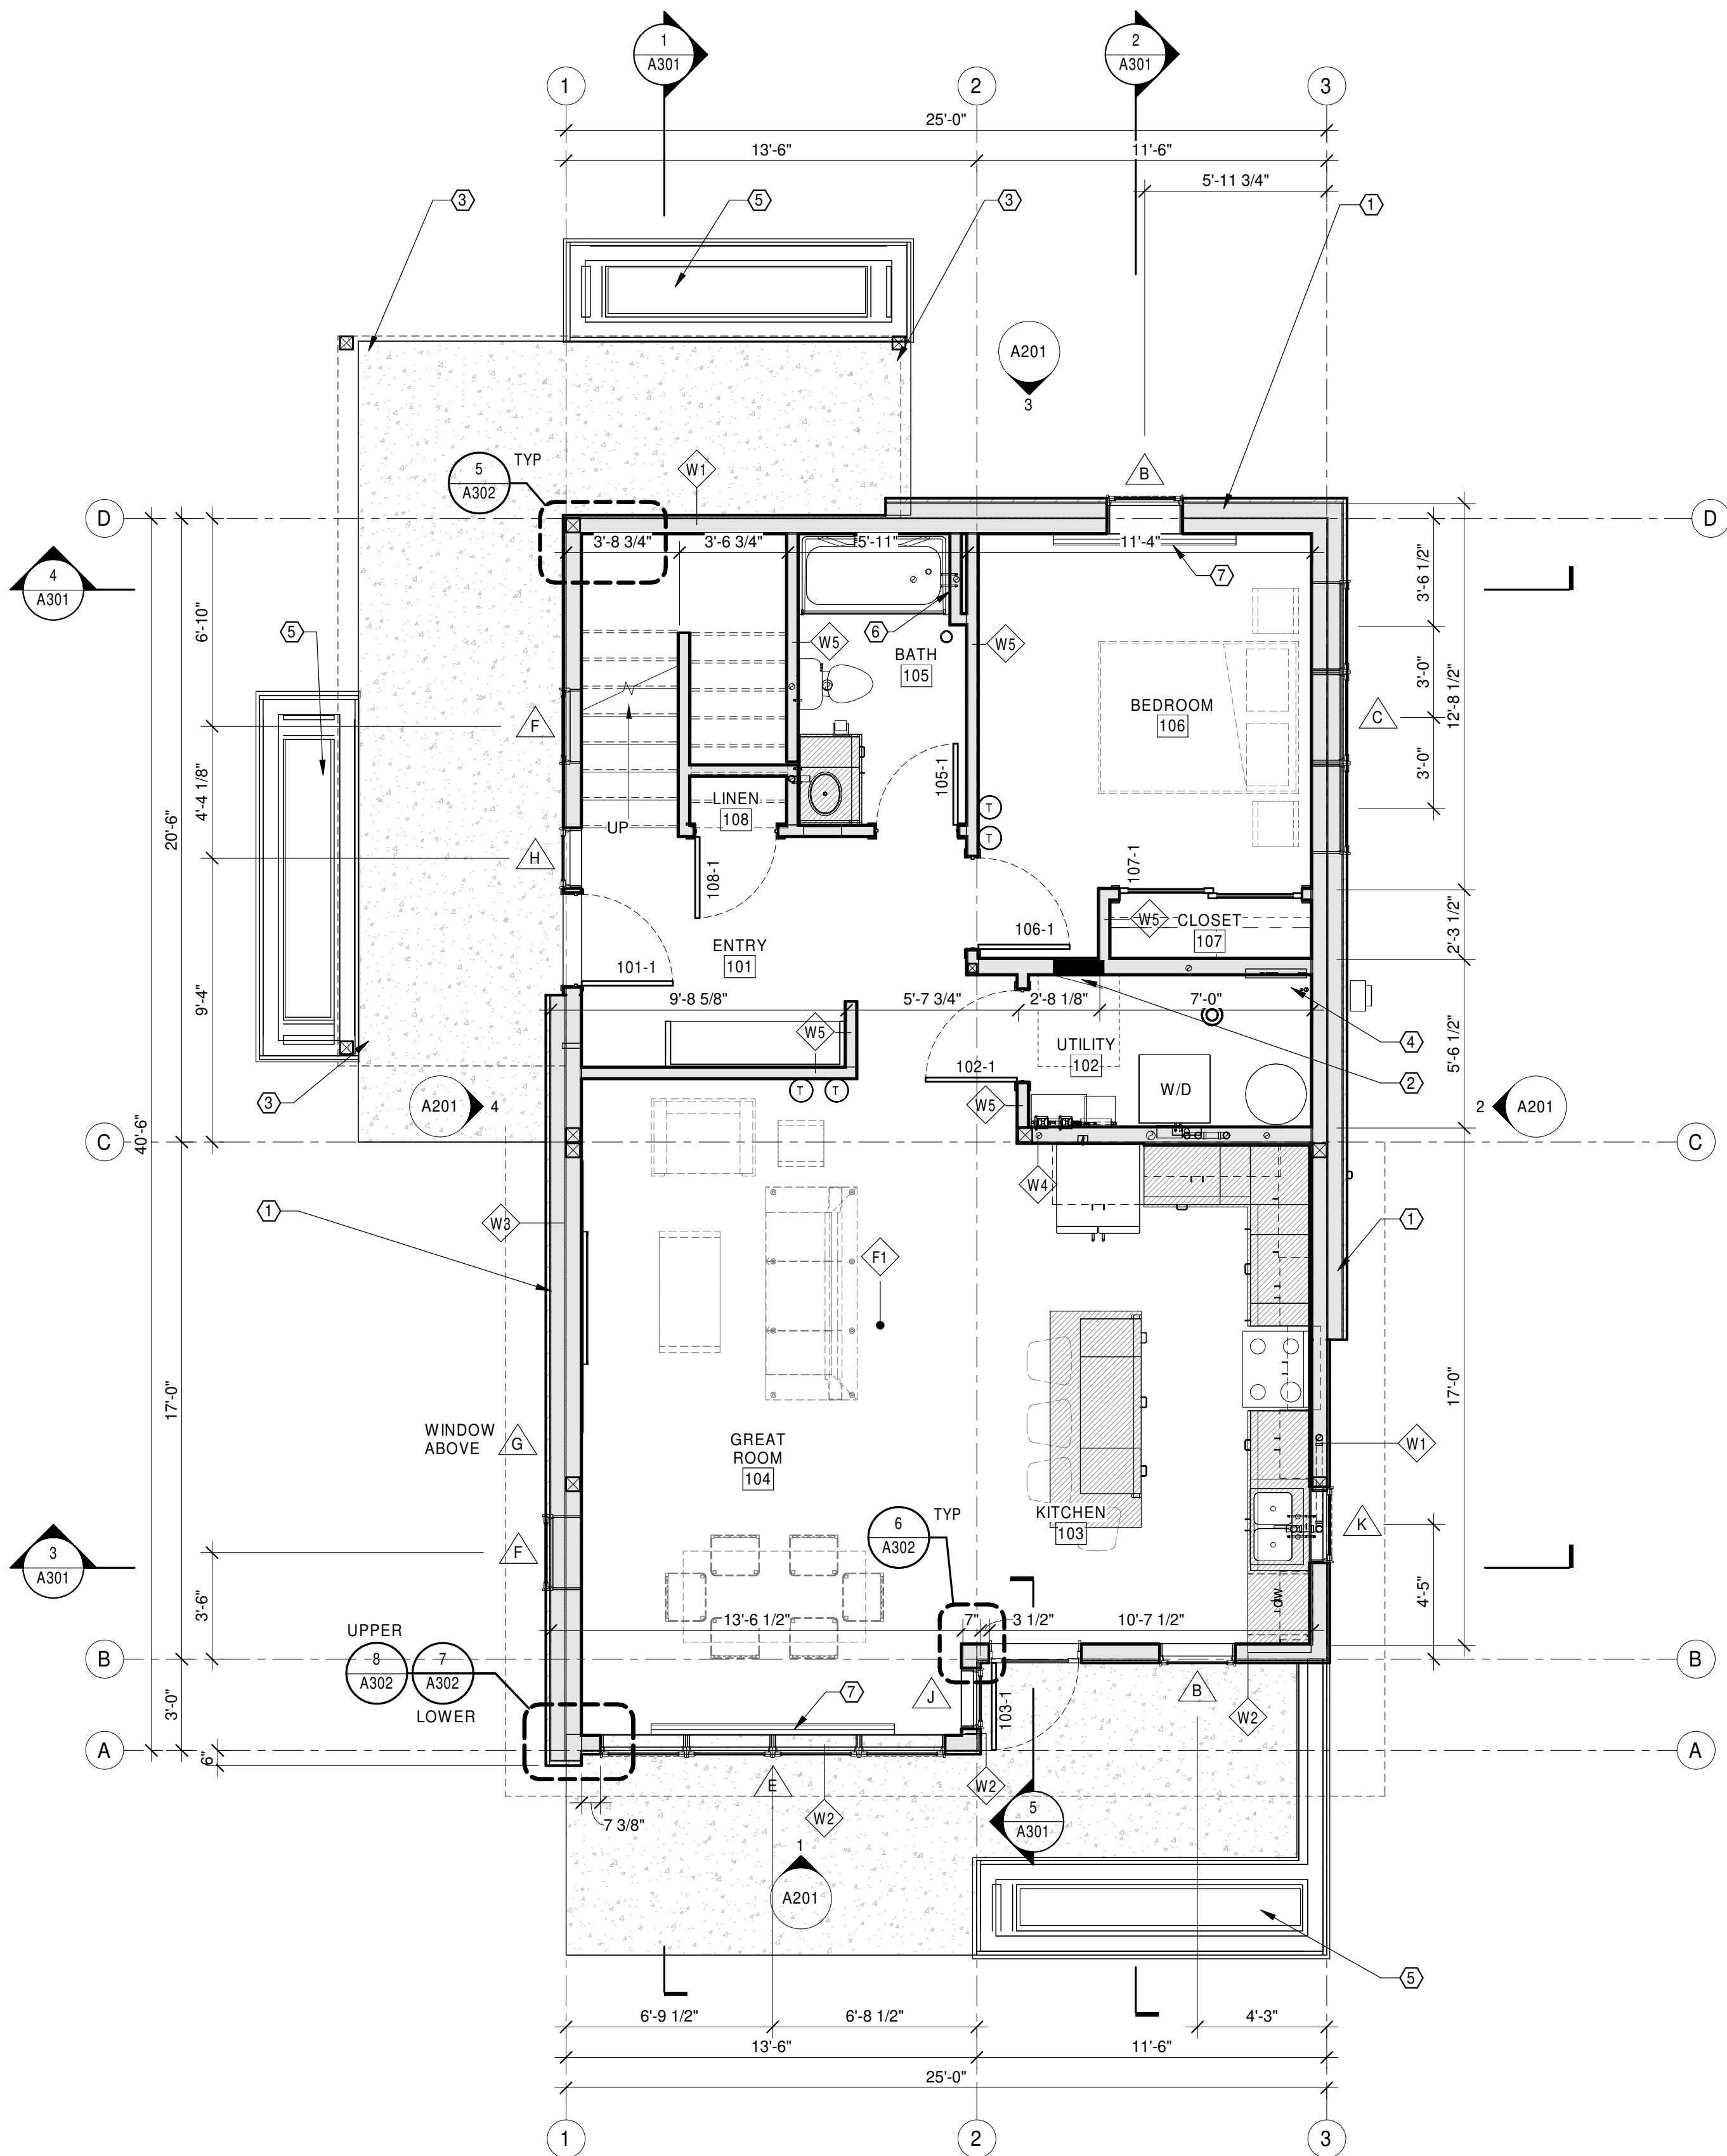 1
A301
2
A301
1
2
3
25'-0"
13'-6"
11'-6"
5'-11 3/4"
3
5
3
1
A201
3
5
A302
TYP
W1
B
D
D
3'-8 3/4"
3'-6 3/4"
5'-11"
11'-4"
7
4
A301
6'-10"
5
6
W5
W5
BATH
105
3'-6 1/2"
3'-0"
12'-8 1/2"
3'-0"
BEDROOM
106
F
C
4'-4 1/8"
20'-6"
UP
LINEN
108
105-1
T
T
H
108-1
107-1
W5
CLOSET
107
2'-3 1/2"
106-1
ENTRY
101
101-1
9'-4"
9'-8 5/8"
5'-7 3/4"
2'-8 1/8"
7'-0"
W5
4
UTILITY
102
5'-6 1/2"
102-1
2
3
T
T
W5
W/D
A201
4
2
A201
C
C
40'-6"
W4
1
W3
1
F1
17'-0"
17'-0"
WINDOW
ABOVE
G
GREAT
ROOM
104
W1
KITCHEN
103
6
A302
TYP
K
F
3
A301
3'-6"
DW
4'-5"
13'-6 1/2"
7"
3 1/2"
10'-7 1/2"
UPPER
8
A302
7
A302
LOWER
B
B
3'-0"
J
7
103-1
B
W2
A
A
6"
E
W2
W2
7 3/8"
5
A301
1
A201
5
6'-9 1/2"
6'-8 1/2"
4'-3"
13'-6"
11'-6"
25'-0"
1
2
3